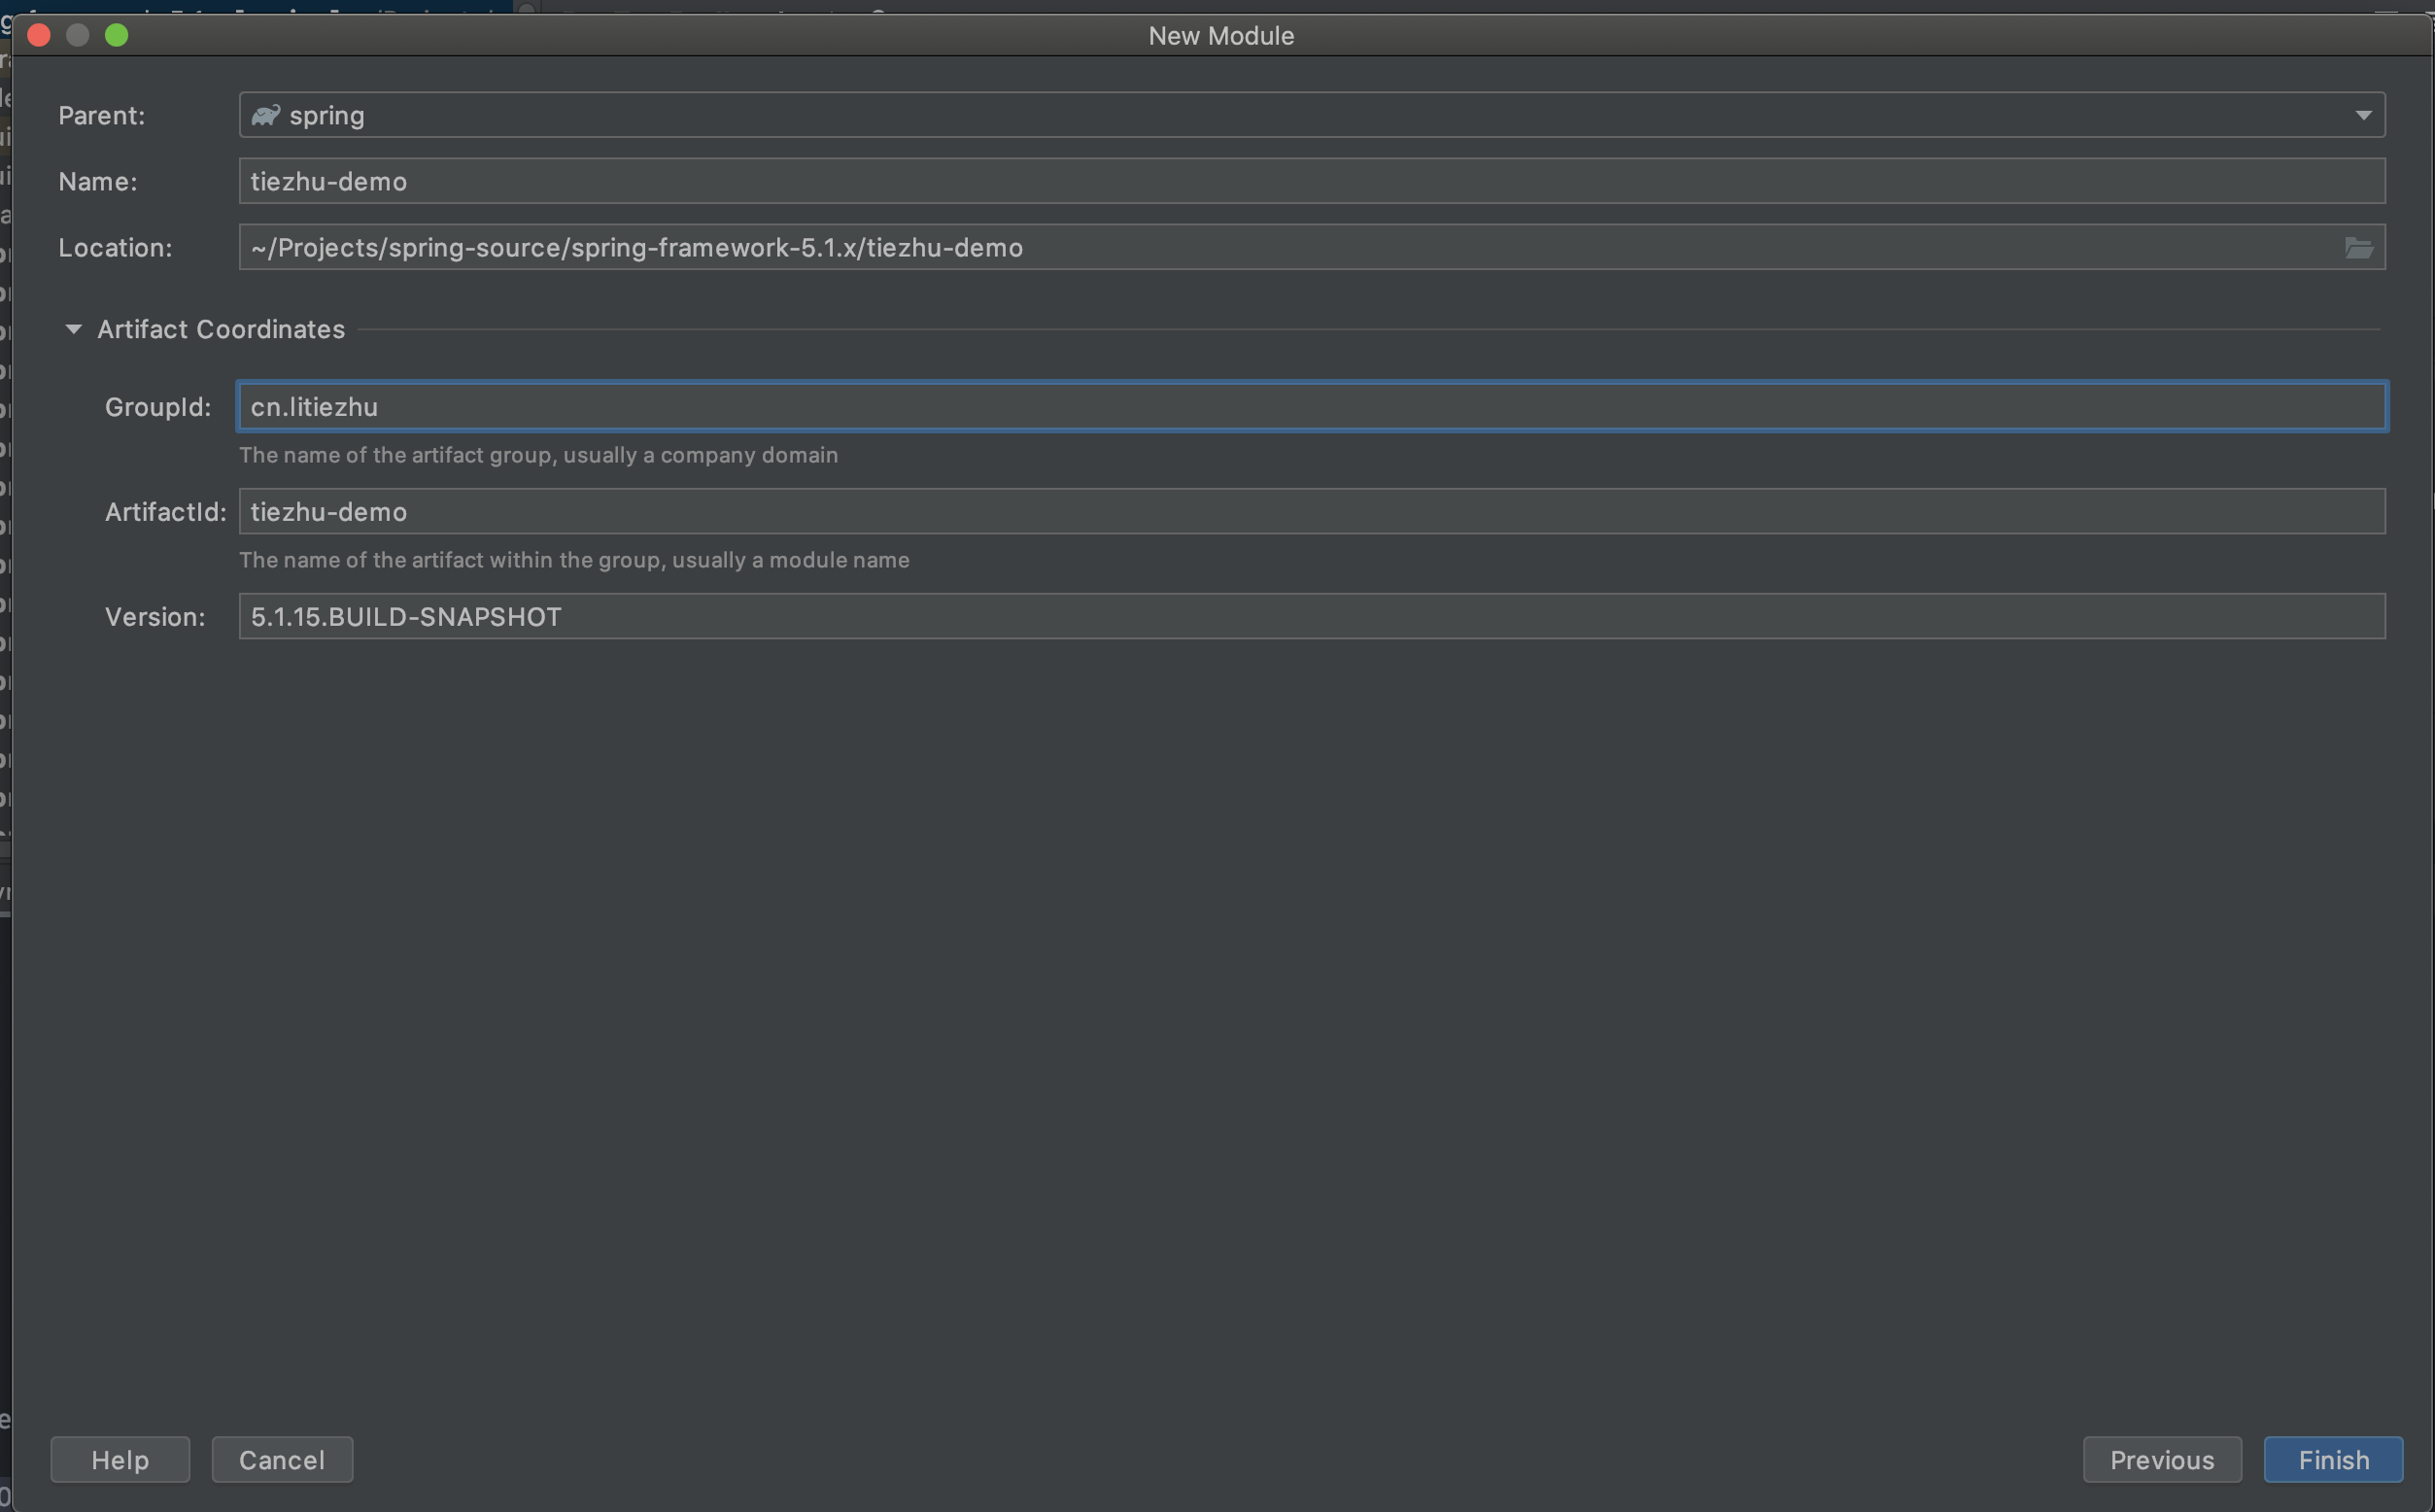 New Module
Parent: spring
Name: tiezhu-demo
Location: ~/Projects/spring-source/spring-framework-5.1.x/tiezhu-demo
Artifact Coordinates
GroupId: cn.litiezhu
The name of the artifact group, usually a company domain
ArtifactId: tiezhu-demo
The name of the artifact within the group, usually a module name
Version: 5.1.15.BUILD-SNAPSHOT
Help Cancel Previous Finish